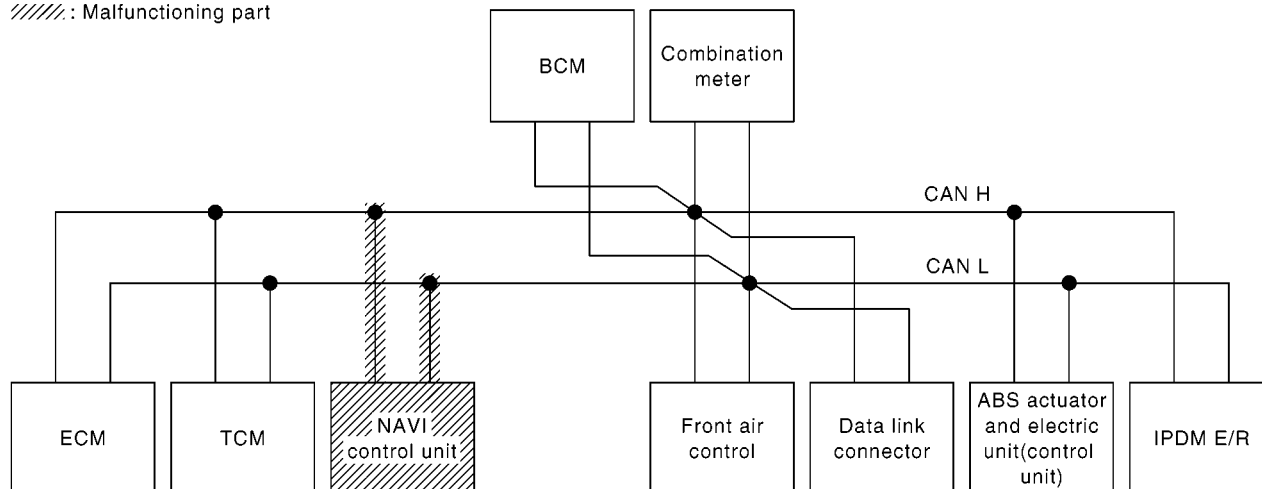 : Malfunctioning part
BCM
Combination
meter
CAN H
CAN L
ECM
TCM
NAVI
control unit
Front air
control
Data link
connector
ABS actuator
and electric
unit(control
unit)
IPDM E/R